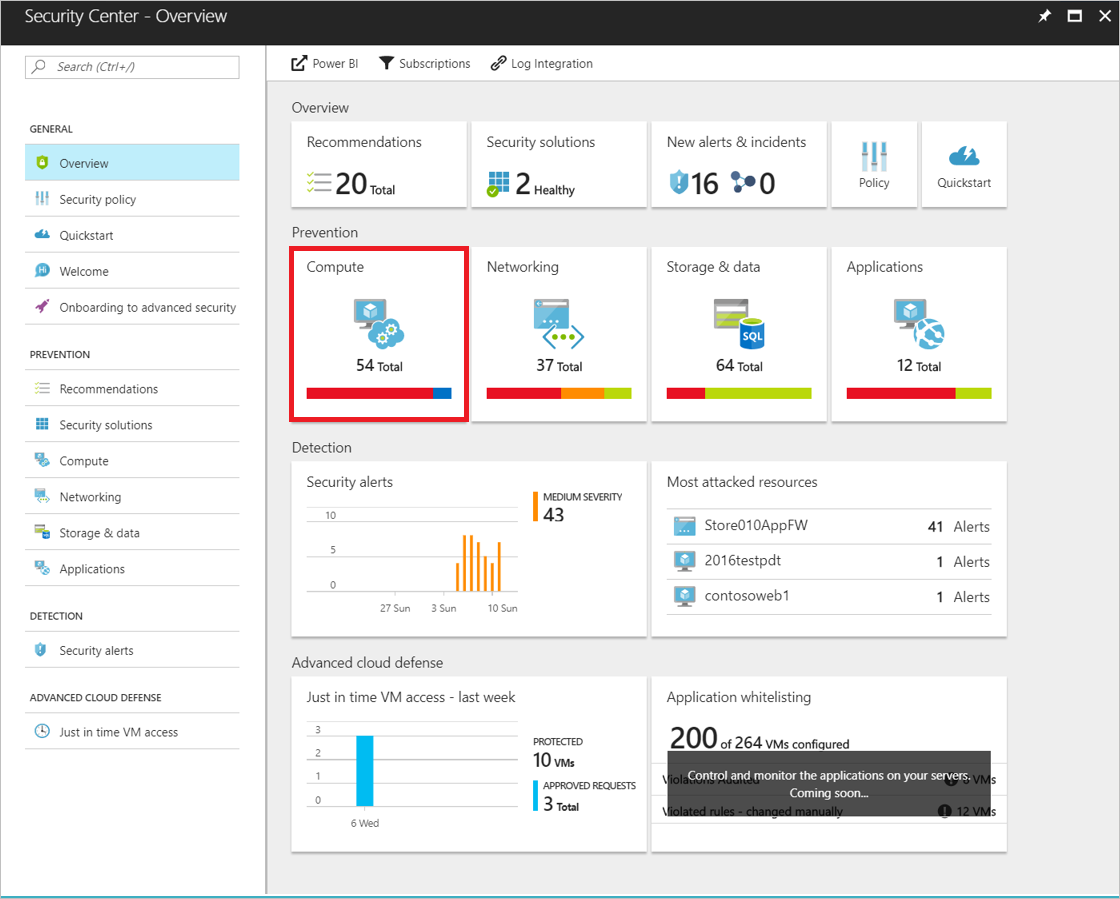 Security Center - Overview
Search (Ctrl+/)
GENERAL
Overview
Security policy
Quickstart
Hi
Welcome
Onboarding to advanced security
PREVENTION
Recommendations
Security solutions
Compute
Networking
Storage & data
Applications
DETECTION
Security alerts
ADVANCED CLOUD DEFENSE
Just in time VM access
Power BI
Subscriptions
Log Integration
Overview
Recommendations
20 Total
Security solutions
2 Healthy
New alerts & incidents
16 0
Policy
Quickstart
Prevention
Compute
54 Total
Networking
37 Total
Storage & data
SQL
64 Total
Applications
12 Total
Detection
Security alerts
10
5
0
27 Sun 3 Sun 10 Sun
MEDIUM SEVERITY
43
Most attacked resources
Store010AppFW 41 Alerts
2016testpdt 1 Alerts
contosoweb1 1 Alerts
Advanced cloud defense
Just in time VM access - last week
3
2
1
0
6 Wed
PROTECTED
10 VMs
APPROVED REQUESTS
3 Total
Application whitelisting
200 of 264 VMs configured
Control and monitor the applications on your servers.
Violations Audited VMs
Coming soon...
Violated rules - changed manually 12 VMs